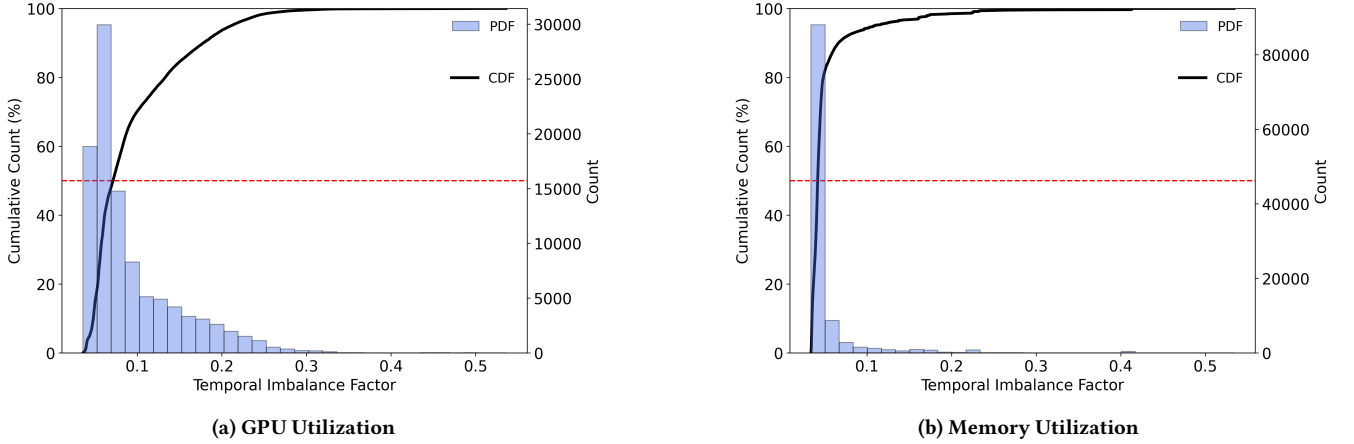 100
80
60
40
20
0
Cumulative Count (%)
30000
25000
20000
15000
10000
5000
0
Count
PDF
CDF
0.1 0.2 0.3 0.4 0.5
Temporal Imbalance Factor
(a) GPU Utilization
100
80
60
40
20
0
Cumulative Count (%)
80000
60000
40000
20000
0
Count
PDF
CDF
0.1 0.2 0.3 0.4 0.5
Temporal Imbalance Factor
(b) Memory Utilization